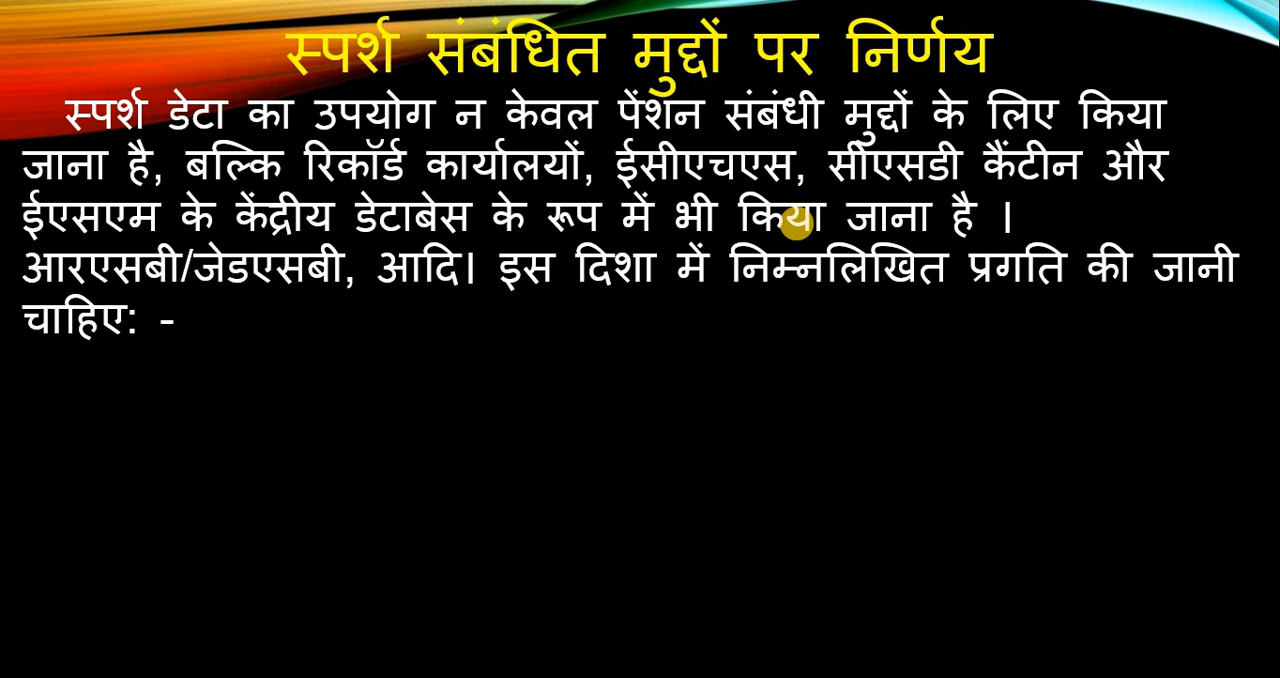 स्पर्श संबंधित मुद्दों पर निर्णय
स्पर्श डेटा का उपयोग न केवल पेंशन संबंधी मुद्दों के लिए किया
जाना है, बल्कि रिकॉर्ड कार्यालयों, ईसीएचएस, सीएसडी कैंटीन और
ईएसएम के केंद्रीय डेटाबेस के रूप में भी किया जाना है ।
आरएसबी/जेडएसबी, आदि। इस दिशा में निम्नलिखित प्रगति की जानी
चाहिए: -